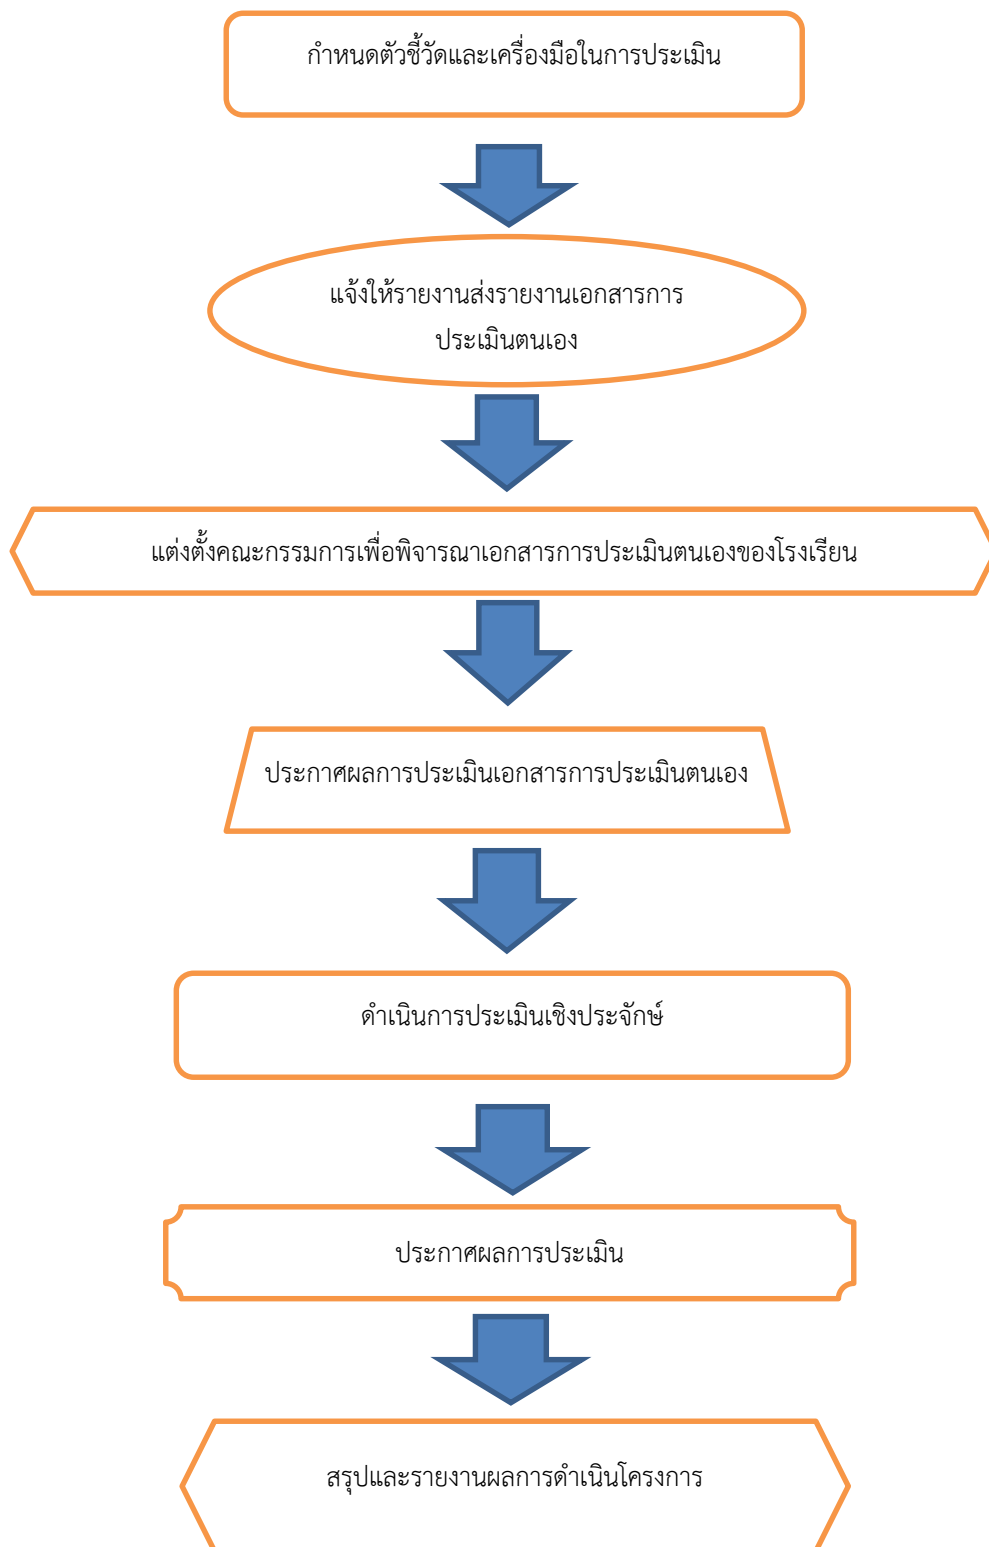 กำหนดตัวชี้วัดและเครื่องมือในการประเมิน
แจ้งให้รายงานส่งรายงานเอกสารการ
ประเมินตนเอง
แต่งตั้งคณะกรรมการเพื่อพิจารณาเอกสารการประเมินตนเองของโรงเรียน
ประกาศผลการประเมินเอกสารการประเมินตนเอง
ดำเนินการประเมินเชิงประจักษ์
ประกาศผลการประเมิน
สรุปและรายงานผลการดำเนินโครงการ